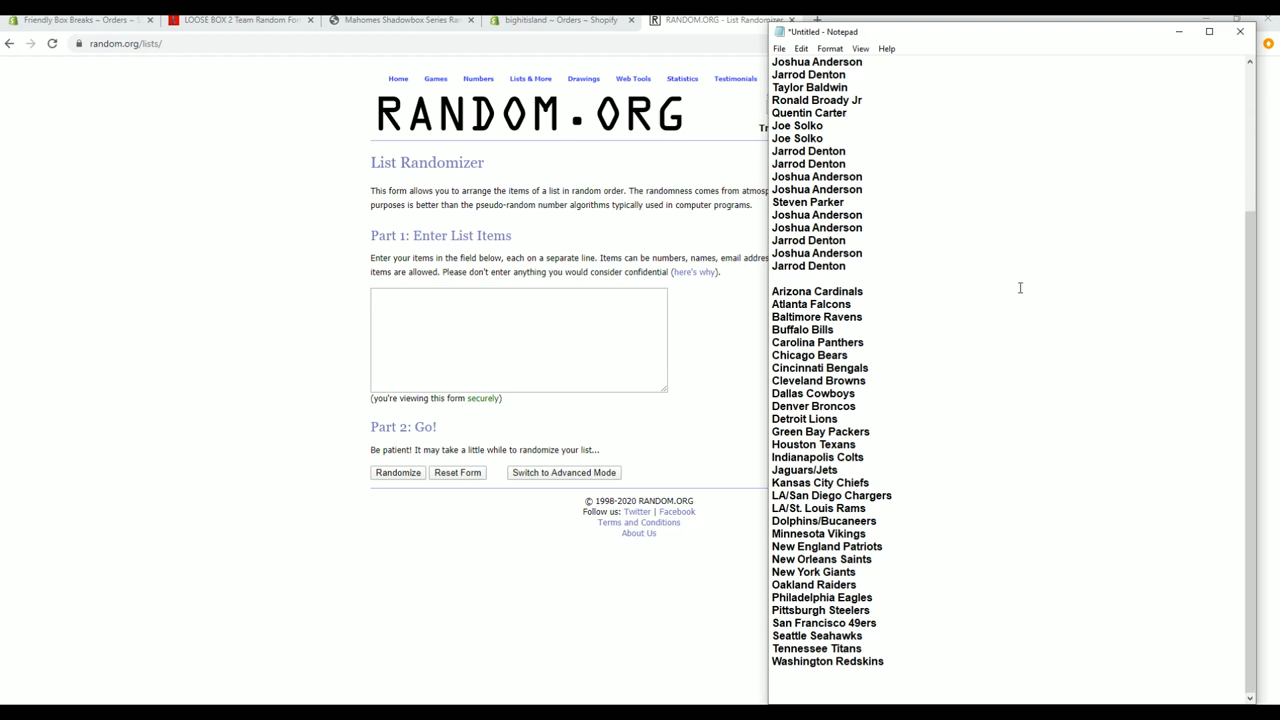 Friendly Box Breaks ~ Orders ~ S
LOOSE BOX 2 Team Random For
Mahomes Shadowbox Series Ra
bighitisland ~ Orders ~ Shopify
RANDOM.ORG - List Randomizer
random.org/lists/
Home Games Numbers Lists & More Drawings Web Tools Statistics Testimonials
RANDOM.ORG
List Randomizer
This form allows you to arrange the items of a list in random order. The randomness comes from atmosp
purposes is better than the pseudo-random number algorithms typically used in computer programs.
Part 1: Enter List Items
Enter your items in the field below, each on a separate line. Items can be numbers, names, email addre
items are allowed. Please don't enter anything you would consider confidential (here's why).
(you're viewing this form securely)
Part 2: Go!
Be patient! It may take a little while to randomize your list...
Randomize Reset Form Switch to Advanced Mode
© 1998-2020 RANDOM.ORG
Follow us: Twitter | Facebook
Terms and Conditions
About Us
*Untitled - Notepad
File Edit Format View Help
Joshua Anderson
Jarrod Denton
Taylor Baldwin
Ronald Broady Jr
Quentin Carter
Joe Solko
Joe Solko
Jarrod Denton
Jarrod Denton
Joshua Anderson
Joshua Anderson
Steven Parker
Joshua Anderson
Joshua Anderson
Jarrod Denton
Joshua Anderson
Jarrod Denton
Arizona Cardinals
Atlanta Falcons
Baltimore Ravens
Buffalo Bills
Carolina Panthers
Chicago Bears
Cincinnati Bengals
Cleveland Browns
Dallas Cowboys
Denver Broncos
Detroit Lions
Green Bay Packers
Houston Texans
Indianapolis Colts
Jaguars/Jets
Kansas City Chiefs
LA/San Diego Chargers
LA/St. Louis Rams
Dolphins/Bucaneers
Minnesota Vikings
New England Patriots
New Orleans Saints
New York Giants
Oakland Raiders
Philadelphia Eagles
Pittsburgh Steelers
San Francisco 49ers
Seattle Seahawks
Tennessee Titans
Washington Redskins